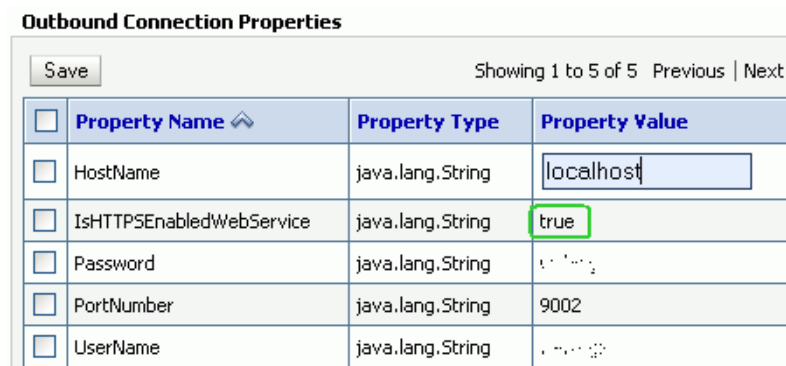 Outbound Connection Properties
Save Showing 1 to 5 of 5 Previous | Next
Property Name Property Type Property Value
HostName java.lang.String localhost
IsHTTPSEnabledWebService java.lang.String true
Password java.lang.String
PortNumber java.lang.String 9002
UserName java.lang.String